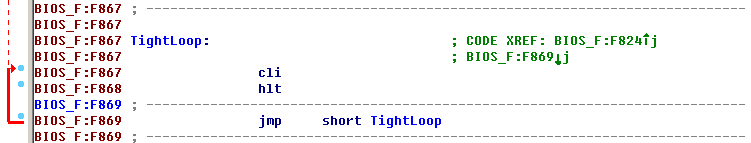 BIOS_F:F867 ; ---------------------------------------------------------------------------
BIOS_F:F867
BIOS_F:F867 TightLoop: ; CODE XREF: BIOS_F:F824↑j
BIOS_F:F867 ; BIOS_F:F869↓j
BIOS_F:F867 cli
BIOS_F:F868 hlt
BIOS_F:F869 ; ---------------------------------------------------------------------------
BIOS_F:F869 jmp short TightLoop
BIOS_F:F869 ; ---------------------------------------------------------------------------